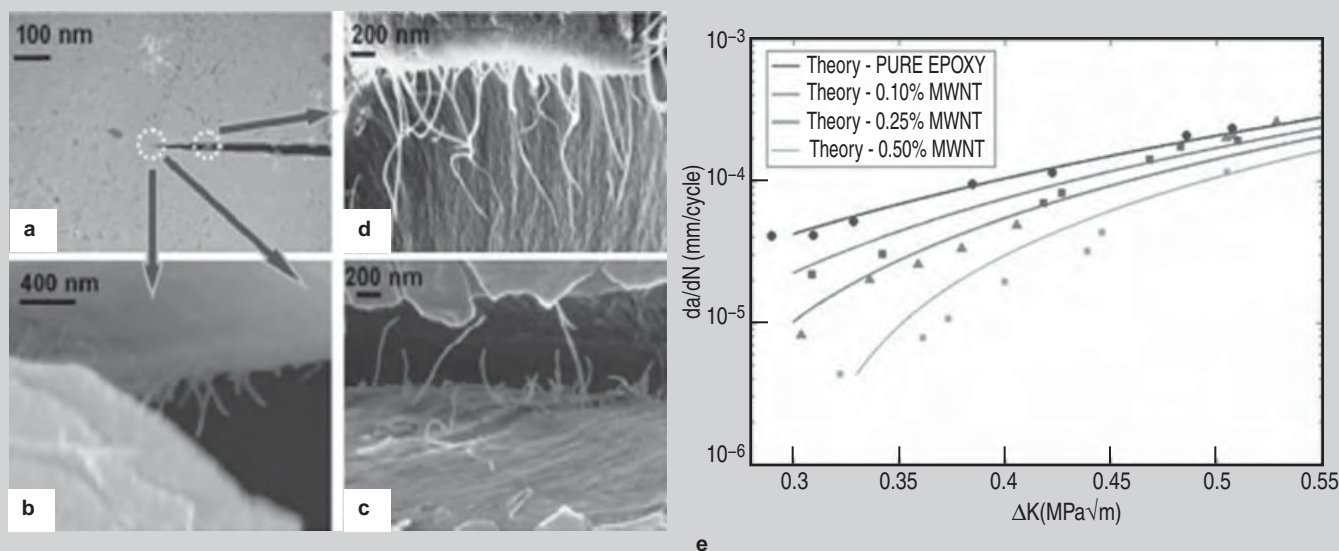 100 nm
a
200 nm
d
400 nm
b
200 nm
c
10⁻³
10⁻⁴
10⁻⁵
10⁻⁶
da/dN (mm/cycle)
Theory - PURE EPOXY
Theory - 0.10% MWNT
Theory - 0.25% MWNT
Theory - 0.50% MWNT
0.3 0.35 0.4 0.45 0.5 0.55
ΔK(MPa√m)
e